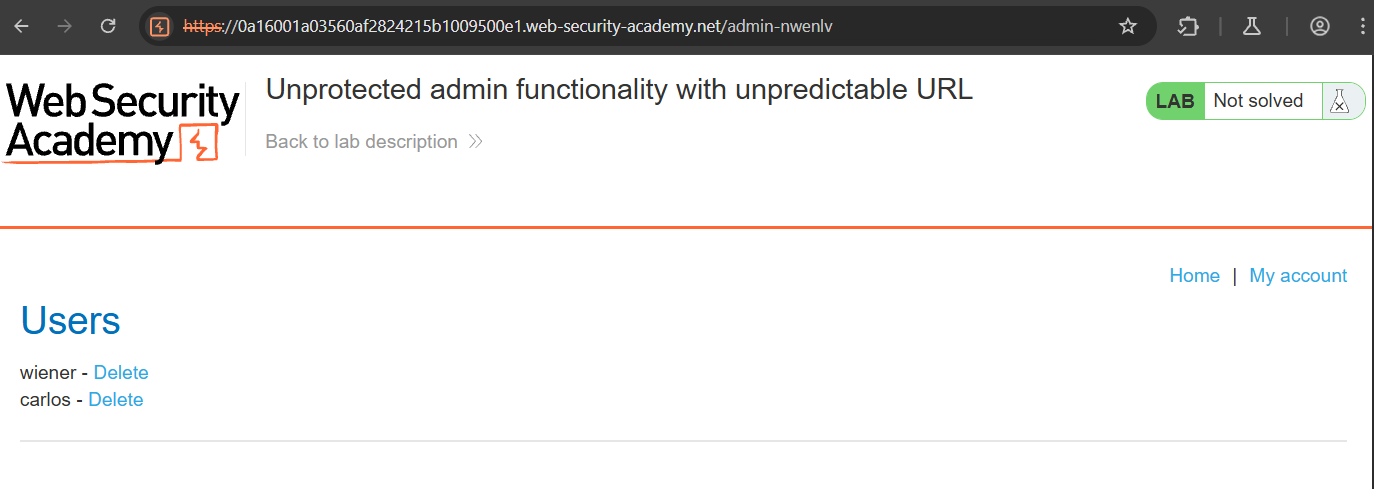 https://0a16001a03560af2824215b1009500e1.web-security-academy.net/admin-nwenlv
Web Security
Academy
Unprotected admin functionality with unpredictable URL
Back to lab description
LAB Not solved
Home | My account
Users
wiener - Delete
carlos - Delete